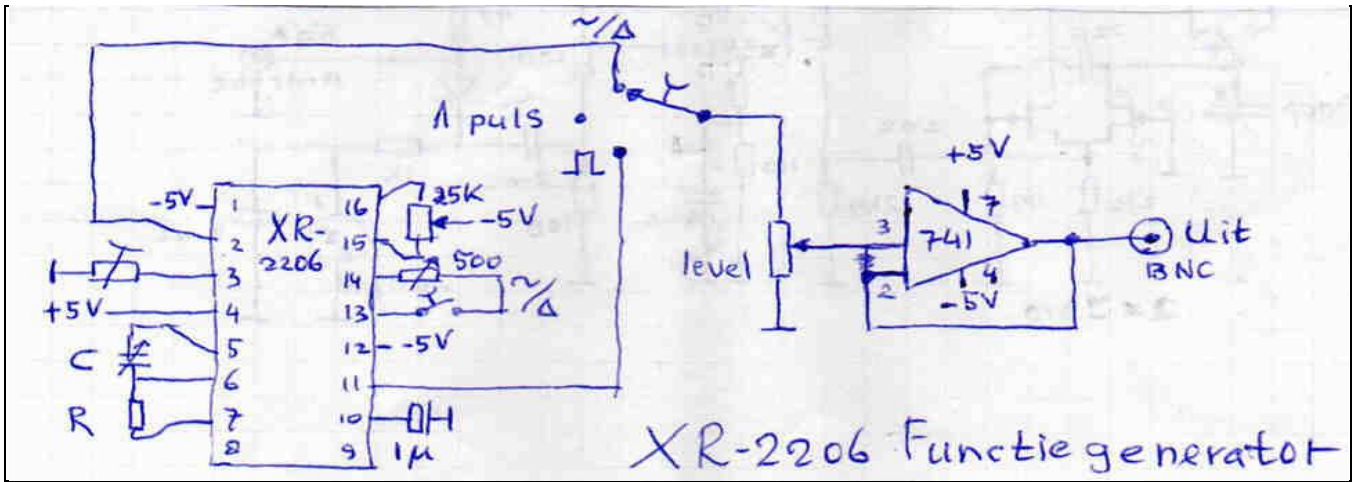 ~/Δ
Λ puls
-5V
1
2
3
+5V
4
C
5
6
R
7
8
XR-
2206
16
25K
-5V
15
14
500
~/Δ
13
12
-5V
11
10
9
1μ
level
+5V
3
7
741
2
4
-5V
Uit
BNC
XR-2206 Functiegenerator